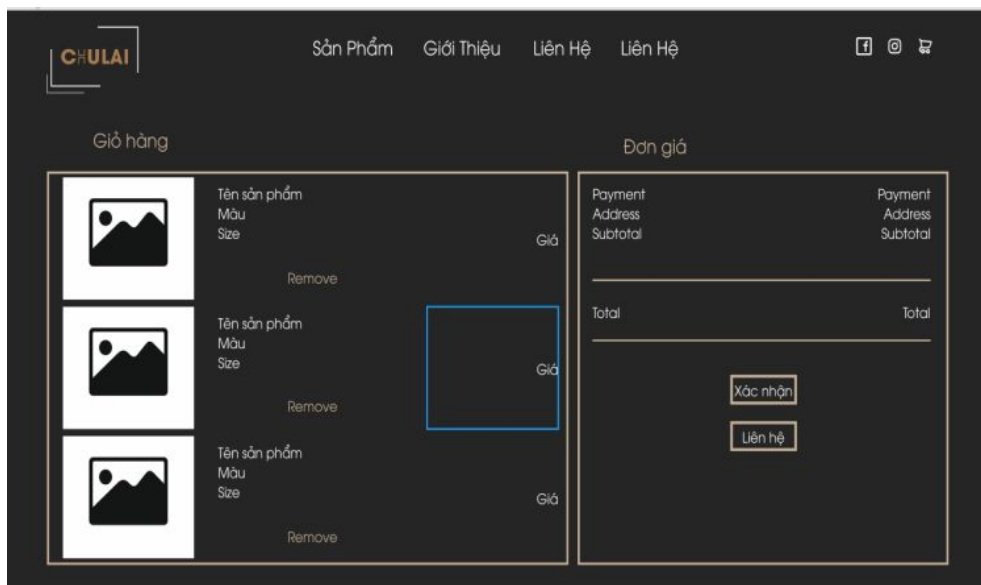 CHULAI
Sản Phẩm Giới Thiệu Liên Hệ Liên Hệ
Giỏ hàng
Tên sản phẩm
Màu
Size
Giá
Remove
Tên sản phẩm
Màu
Size
Giá
Remove
Tên sản phẩm
Màu
Size
Giá
Remove
Đơn giá
Payment Payment
Address Address
Subtotal Subtotal
Total Total
Xác nhận
Liên hệ